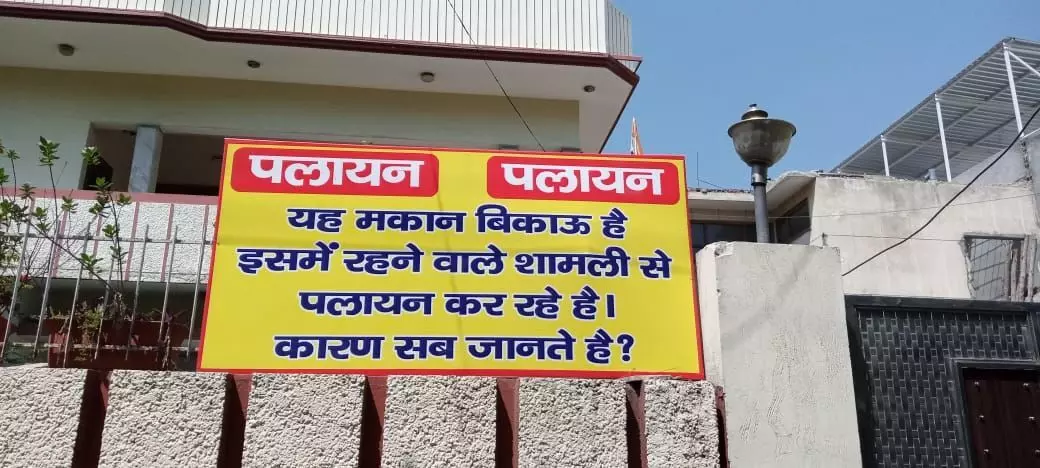 पलायन पलायन
यह मकान बिकाऊ है
इसमें रहने वाले शामली से
पलायन कर रहे है।
कारण सब जानते है?